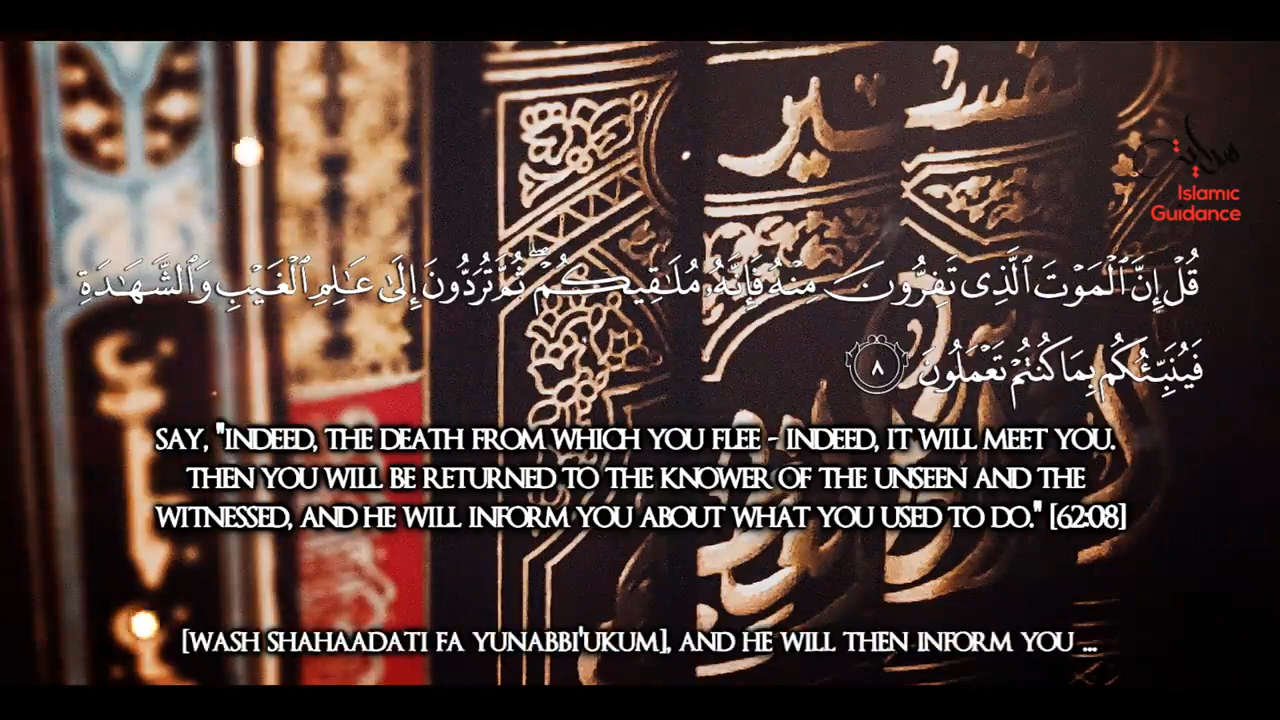 تفسير
هداية
Islamic
Guidance
قُلْ إِنَّ ٱلْمَوْتَ ٱلَّذِى تَفِرُّونَ مِنْهُ فَإِنَّهُۥ مُلَـٰقِيكُمْ ۖ ثُمَّ تُرَدُّونَ إِلَىٰ عَـٰلِمِ ٱلْغَيْبِ وَٱلشَّهَـٰدَةِ
فَيُنَبِّئُكُم بِمَا كُنتُمْ تَعْمَلُونَ ٨
SAY, "INDEED, THE DEATH FROM WHICH YOU FLEE - INDEED, IT WILL MEET YOU.
THEN YOU WILL BE RETURNED TO THE KNOWER OF THE UNSEEN AND THE
WITNESSED, AND HE WILL INFORM YOU ABOUT WHAT YOU USED TO DO." [62:08]
[WASH SHAHAADATI FA YUNABBI'UKUM], AND HE WILL THEN INFORM YOU ...